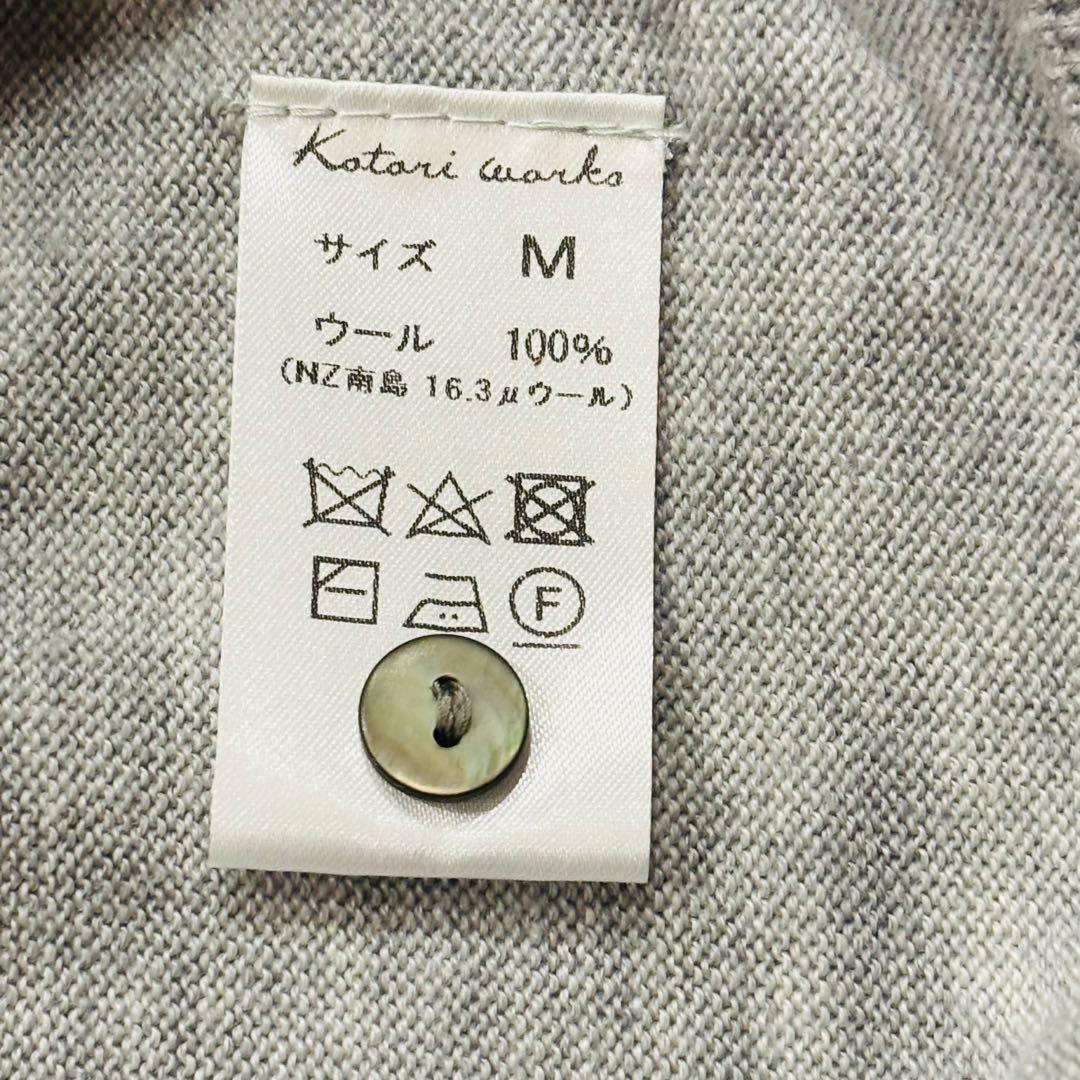 Kotori works
サイズ M
ウール 100%
(NZ南島 16.3μウール)
F